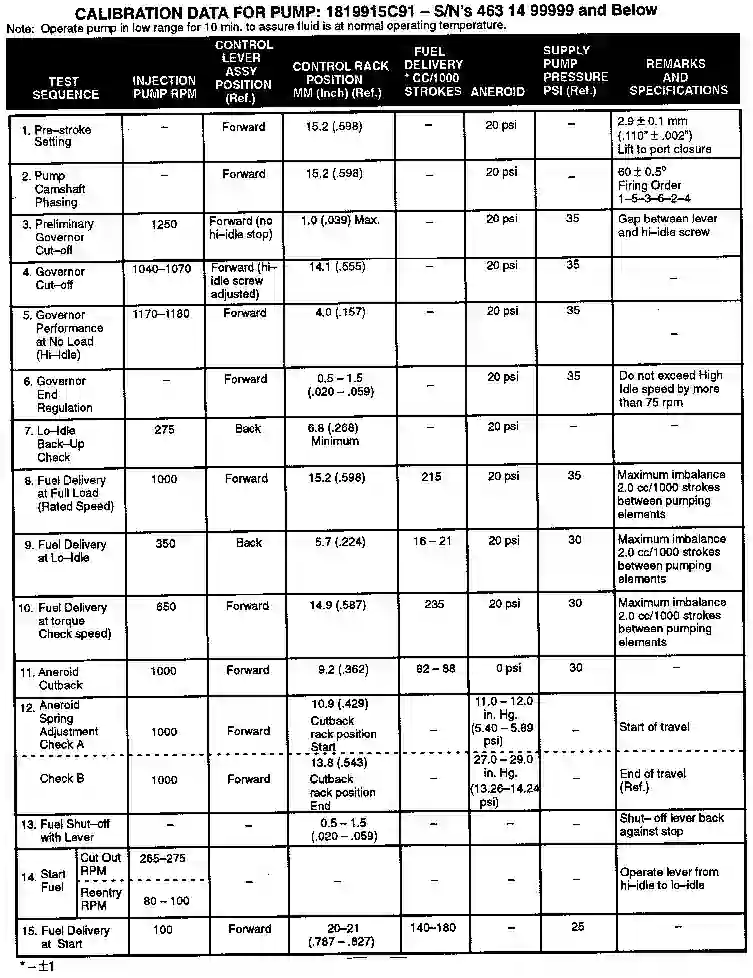 CALIBRATION DATA FOR PUMP: 1819915C91 – S/N's 463 14 99999 and Below
Note: Operate pump in low range for 10 min. to assure fluid is at normal operating temperature.
TEST SEQUENCE | INJECTION PUMP RPM | CONTROL LEVER ASSY POSITION (Ref.) | CONTROL RACK POSITION MM (Inch) (Ref.) | FUEL DELIVERY * CC/1000 STROKES | ANEROID | SUPPLY PUMP PRESSURE PSI (Ref.) | REMARKS AND SPECIFICATIONS
1. Pre–stroke Setting | – | Forward | 15.2 (.598) | – | 20 psi | – | 2.9 ± 0.1 mm (.110" ± .002") Lift to port closure
2. Pump Camshaft Phasing | – | Forward | 15.2 (.598) | – | 20 psi | – | 60 ± 0.5° Firing Order 1–5–3–6–2–4
3. Preliminary Governor Cut–off | 1250 | Forward (no hi–idle stop) | 1.0 (.039) Max. | – | 20 psi | 35 | Gap between lever and hi–idle screw
4. Governor Cut–off | 1040–1070 | Forward (hi–idle screw adjusted) | 14.1 (.555) | – | 20 psi | 35 | –
5. Governor Performance at No Load (Hi–Idle) | 1170–1180 | Forward | 4.0 (.157) | – | 20 psi | 35 | –
6. Governor End Regulation | – | Forward | 0.5 – 1.5 (.020 – .059) | – | 20 psi | 35 | Do not exceed High Idle speed by more than 75 rpm
7. Lo–Idle Back–Up Check | 275 | Back | 6.8 (.268) Minimum | – | 20 psi | – | –
8. Fuel Delivery at Full Load (Rated Speed) | 1000 | Forward | 15.2 (.598) | 215 | 20 psi | 35 | Maximum imbalance 2.0 cc/1000 strokes between pumping elements
9. Fuel Delivery at Lo–Idle | 350 | Back | 5.7 (.224) | 16 – 21 | 20 psi | 30 | Maximum imbalance 2.0 cc/1000 strokes between pumping elements
10. Fuel Delivery at torque Check speed) | 650 | Forward | 14.9 (.587) | 235 | 20 psi | 30 | Maximum imbalance 2.0 cc/1000 strokes between pumping elements
11. Aneroid Cutback | 1000 | Forward | 9.2 (.362) | 82 – 88 | 0 psi | 30 | –
12. Aneroid Spring Adjustment Check A | 1000 | Forward | 10.9 (.429) Cutback rack position Start | – | 11.0 – 12.0 in. Hg. (5.40 – 5.89 psi) | – | Start of travel
Check B | 1000 | Forward | 13.8 (.543) Cutback rack position End | – | 27.0 – 29.0 in. Hg. (13.26–14.24 psi) | – | End of travel (Ref.)
13. Fuel Shut–off with Lever | – | – | 0.5 – 1.5 (.020 – .059) | – | – | – | Shut– off lever back against stop
14. Start Fuel | Cut Out RPM | 265–275 | – | – | – | – | – | Operate lever from hi–idle to lo–idle
Reentry RPM | 80 – 100
15. Fuel Delivery at Start | 100 | Forward | 20–21 (.787 – .827) | 140–180 | – | 25 | –
* – ±1